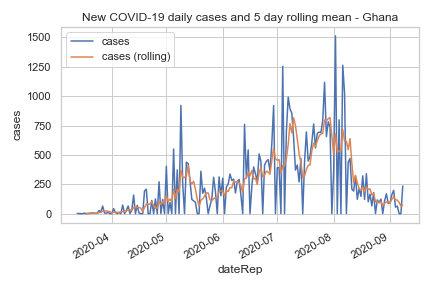 New COVID-19 daily cases and 5 day rolling mean - Ghana
cases
cases (rolling)
1500
1250
1000
750
500
250
0
cases
2020-04
2020-05
2020-06
2020-07
2020-08
2020-09
dateRep